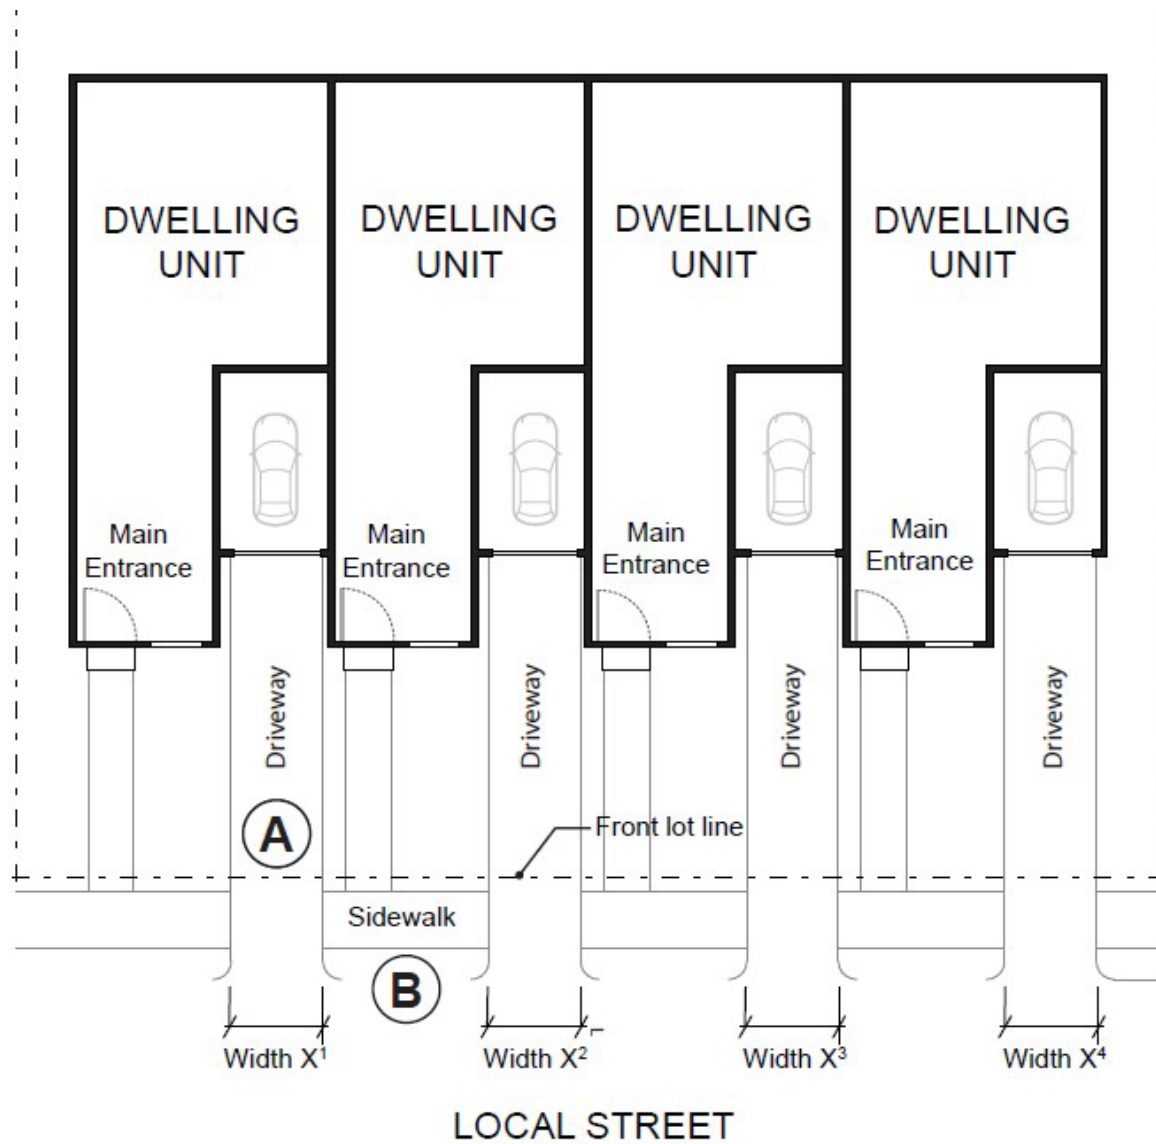 DWELLING
UNIT
DWELLING
UNIT
DWELLING
UNIT
DWELLING
UNIT
Main
Entrance
Main
Entrance
Main
Entrance
Main
Entrance
Driveway
Driveway
Driveway
Driveway
A
Front lot line
Sidewalk
B
Width X¹
Width X²
Width X³
Width X⁴
LOCAL STREET